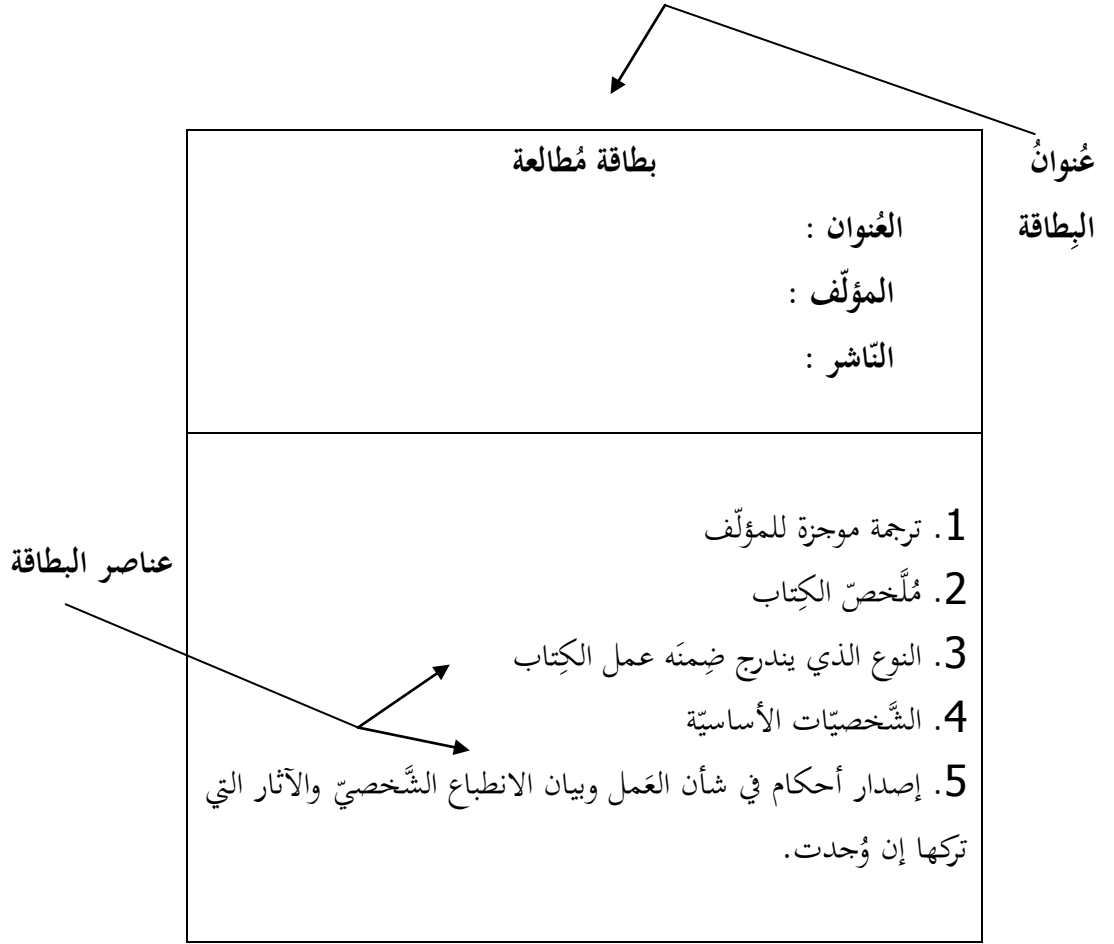 بطاقة مُطالعة
عُنوانُ
البِطاقة
العُنوان :
المؤلّف :
النّاشر :
عناصر البطاقة
1. ترجمة موجزة للمؤلّف
2. مُلَّخصّ الكِتاب
3. النوع الذي يندرج ضِمنَه عمل الكِتاب
4. الشَّخصيّات الأساسيّة
5. إصدار أحكام في شأن العَمل وبيان الانطباع الشَّخصيّ والآثار التي
تركها إن وُجدت.